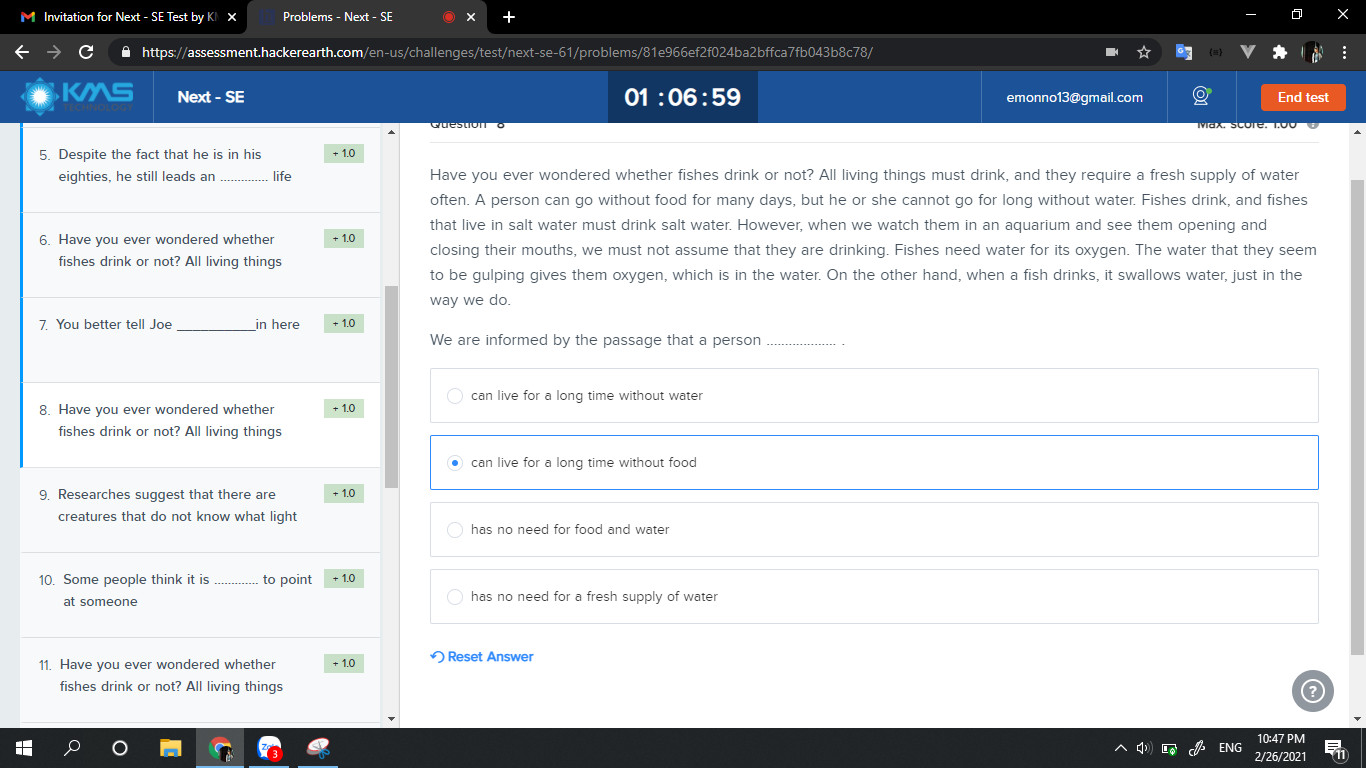 Invitation for Next - SE Test by K
Problems - Next - SE
https://assessment.hackerearth.com/en-us/challenges/test/next-se-61/problems/81e966ef2f024ba2bffca7fb043b8c78/
KMS
TECHNOLOGY
Next - SE
01 : 06 : 59
emonno13@gmail.com
End test
5. Despite the fact that he is in his
eighties, he still leads an .............. life
+ 1.0
6. Have you ever wondered whether
fishes drink or not? All living things
+ 1.0
7. You better tell Joe __________in here
+ 1.0
8. Have you ever wondered whether
fishes drink or not? All living things
+ 1.0
9. Researches suggest that there are
creatures that do not know what light
+ 1.0
10. Some people think it is ............. to point
at someone
+ 1.0
11. Have you ever wondered whether
fishes drink or not? All living things
+ 1.0
Question 8
Max. score: 1.00
Have you ever wondered whether fishes drink or not? All living things must drink, and they require a fresh supply of water
often. A person can go without food for many days, but he or she cannot go for long without water. Fishes drink, and fishes
that live in salt water must drink salt water. However, when we watch them in an aquarium and see them opening and
closing their mouths, we must not assume that they are drinking. Fishes need water for its oxygen. The water that they seem
to be gulping gives them oxygen, which is in the water. On the other hand, when a fish drinks, it swallows water, just in the
way we do.
We are informed by the passage that a person ................... .
can live for a long time without water
can live for a long time without food
has no need for food and water
has no need for a fresh supply of water
Reset Answer
?
3
ENG
10:47 PM
2/26/2021
11